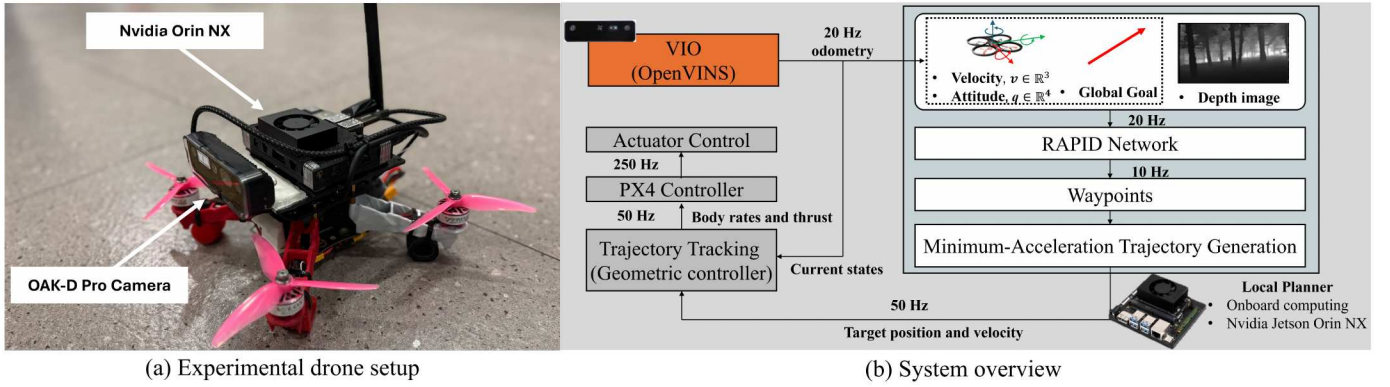 Nvidia Orin NX
OAK-D Pro Camera
(a) Experimental drone setup
VIO
(OpenVINS)
20 Hz
odometry
• Velocity, 𝒗 ∈ ℝ³
• Attitude, 𝑞 ∈ ℝ⁴
• Global Goal
• Depth image
20 Hz
RAPID Network
10 Hz
Waypoints
Minimum-Acceleration Trajectory Generation
Actuator Control
250 Hz
PX4 Controller
50 Hz
Body rates and thrust
Trajectory Tracking
(Geometric controller)
Current states
50 Hz
Target position and velocity
Local Planner
• Onboard computing
• Nvidia Jetson Orin NX
(b) System overview